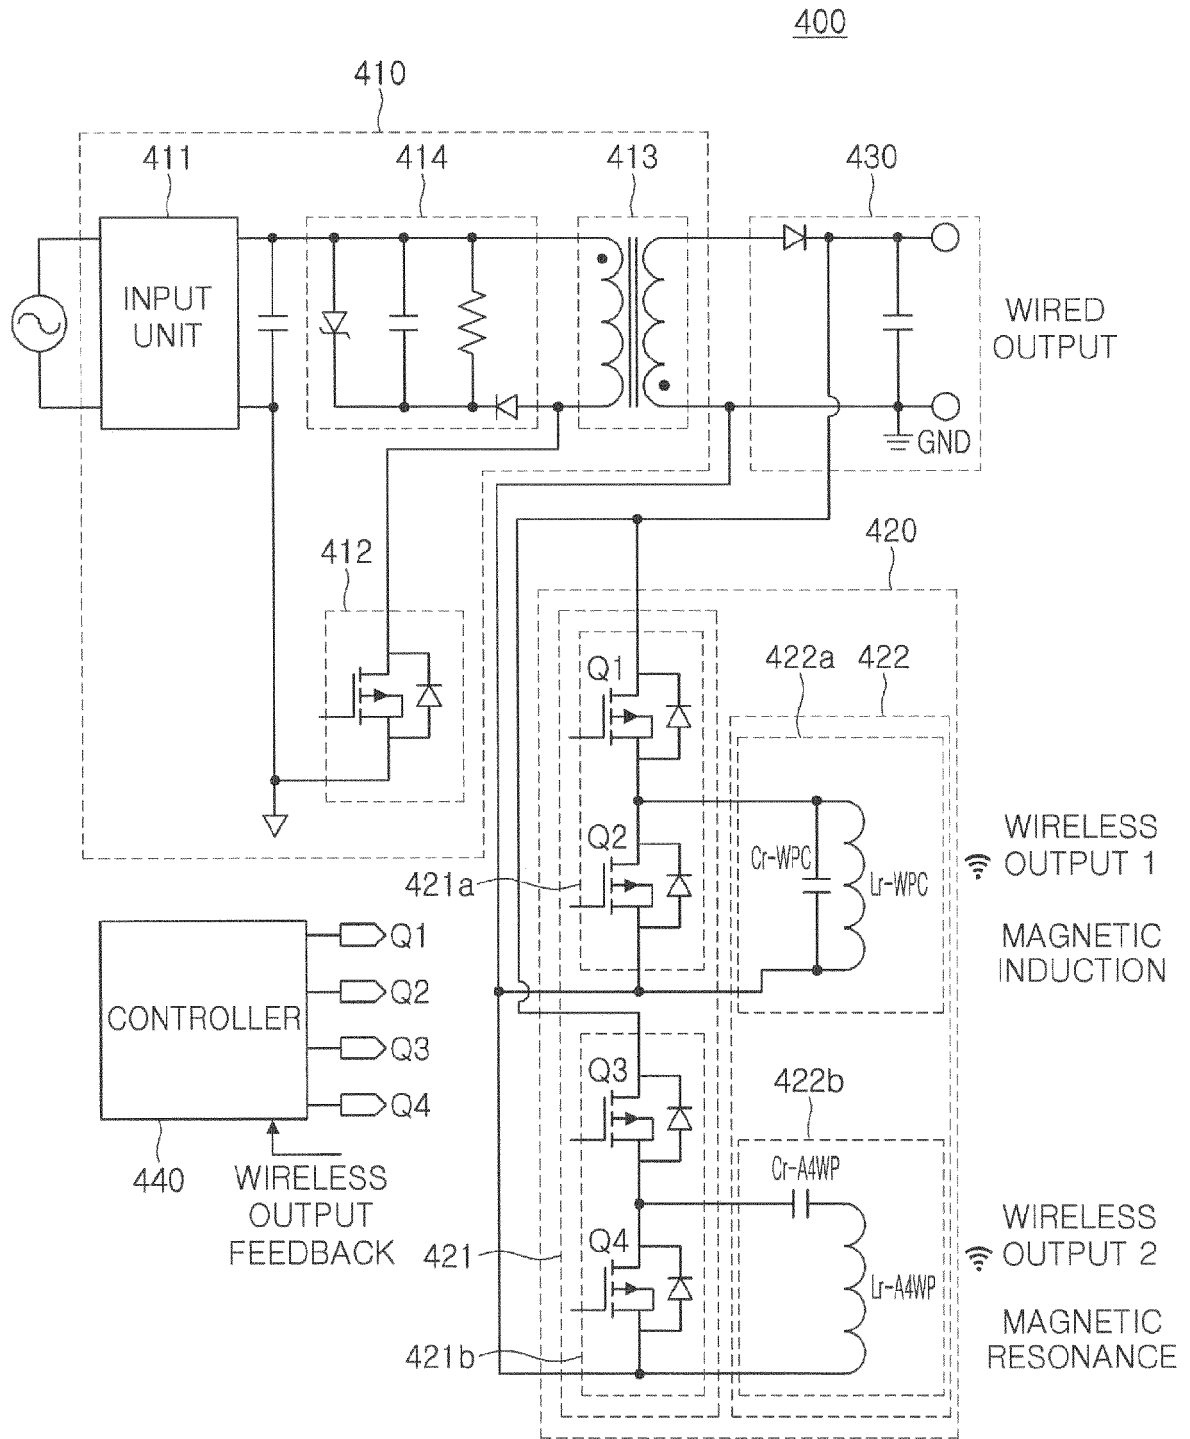 400
410
411
414
413
430
INPUT
UNIT
WIRED
OUTPUT
GND
412
420
422a
422
Q1
Q2
421a
Cr-WPC
Lr-WPC
WIRELESS
OUTPUT 1
MAGNETIC
INDUCTION
CONTROLLER
Q1
Q2
Q3
Q4
440
WIRELESS
OUTPUT
FEEDBACK
Q3
Q4
421
421b
422b
Cr-A4WP
Lr-A4WP
WIRELESS
OUTPUT 2
MAGNETIC
RESONANCE